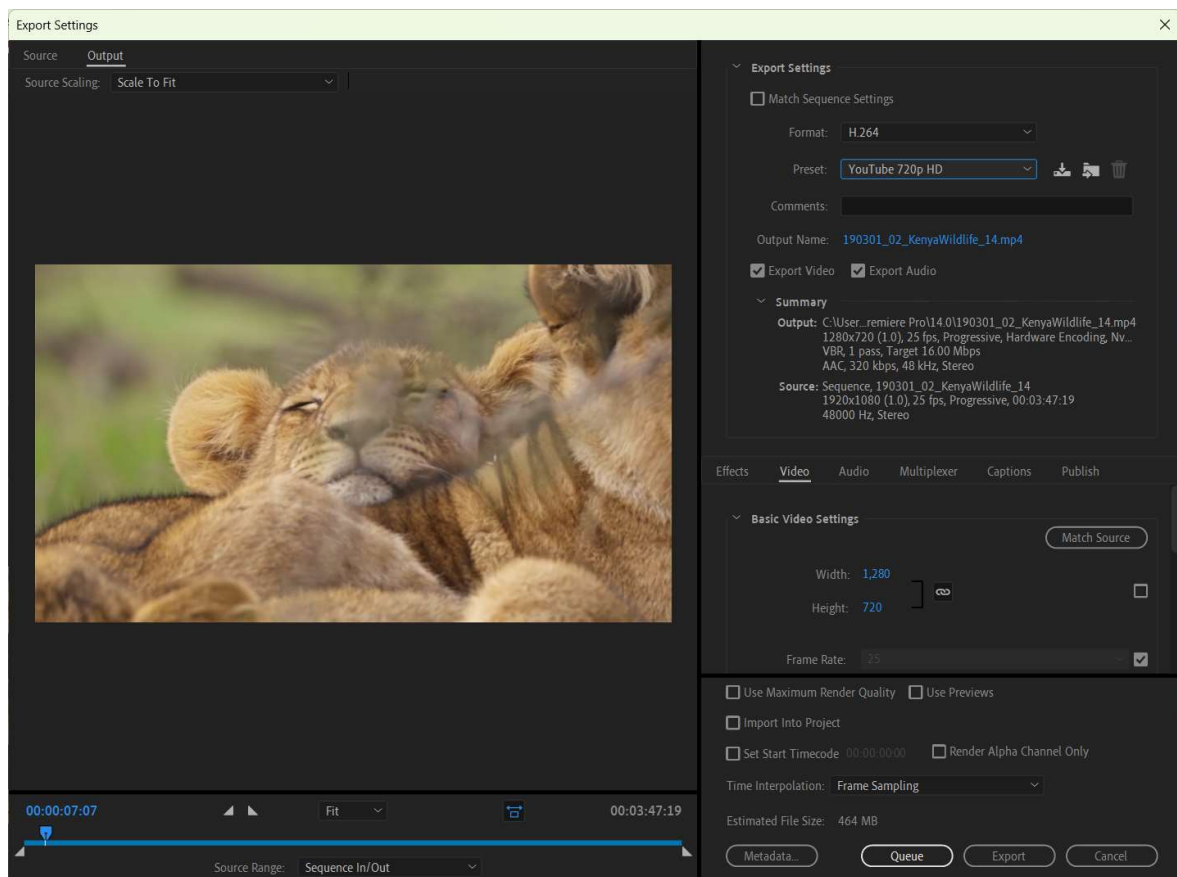 Export Settings
Source Output
Source Scaling: Scale To Fit
Export Settings
Match Sequence Settings
Format: H.264
Preset: YouTube 720p HD
Comments:
Output Name: 190301_02_KenyaWildlife_14.mp4
Export Video Export Audio
Summary
Output: C:\User...remiere Pro\14.0\190301_02_KenyaWildlife_14.mp4
1280x720 (1.0), 25 fps, Progressive, Hardware Encoding, Nv...
VBR, 1 pass, Target 16.00 Mbps
AAC, 320 kbps, 48 kHz, Stereo
Source: Sequence, 190301_02_KenyaWildlife_14
1920x1080 (1.0), 25 fps, Progressive, 00:03:47:19
48000 Hz, Stereo
Effects Video Audio Multiplexer Captions Publish
Basic Video Settings
Match Source
Width: 1,280
Height: 720
Frame Rate: 25
Use Maximum Render Quality Use Previews
Import Into Project
Set Start Timecode 00:00:00:00 Render Alpha Channel Only
Time Interpolation: Frame Sampling
Estimated File Size: 464 MB
Metadata... Queue Export Cancel
00:00:07:07 Fit 00:03:47:19
Source Range: Sequence In/Out